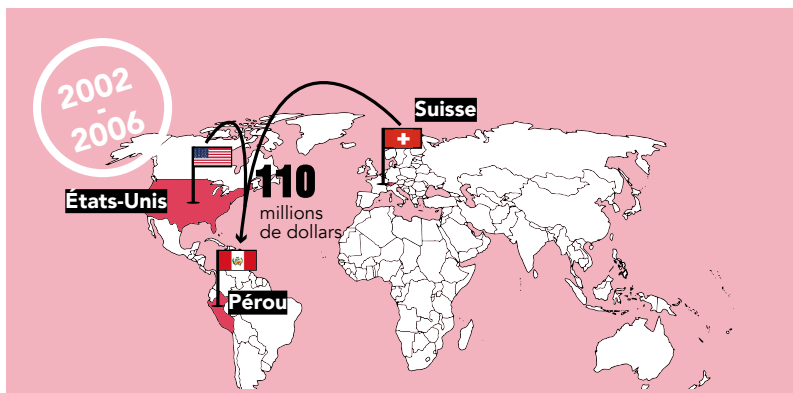 2002
-
2006
Suisse
États-Unis
110
millions
de dollars
Pérou